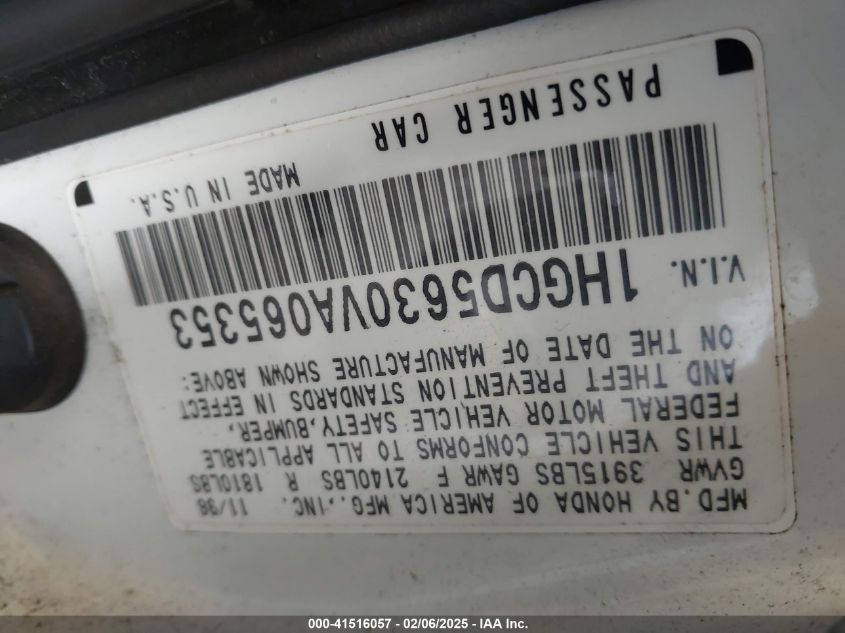 MFD. BY HONDA OF AMERICA MFG., INC. 11/96
GVWR 3915LBS GAWR F 2140LBS R 1810LBS
THIS VEHICLE CONFORMS TO ALL APPLICABLE
FEDERAL MOTOR VEHICLE SAFETY, BUMPER,
AND THEFT PREVENTION STANDARDS IN EFFECT
ON THE DATE OF MANUFACTURE SHOWN ABOVE:
V.I.N. 1HGCD5630VA065353
PASSENGER CAR MADE IN U.S.A.
000-41516057 - 02/06/2025 - IAA Inc.